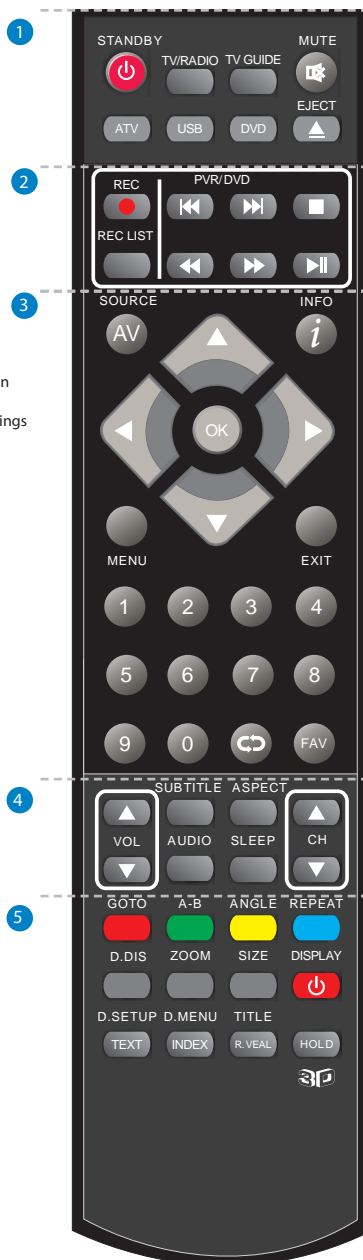 1
STANDBY MUTE
TV/RADIO TV GUIDE
EJECT
ATV USB DVD
2
REC PVR/DVD
REC LIST
3
SOURCE INFO
AV i
n
ings
OK
MENU EXIT
1 2 3 4
5 6 7 8
9 0 FAV
4
SUBTITLE ASPECT
VOL AUDIO SLEEP CH
5
GOTO A-B ANGLE REPEAT
D.DIS ZOOM SIZE DISPLAY
D.SETUP D.MENU TITLE
TEXT INDEX R.VEAL HOLD
3D